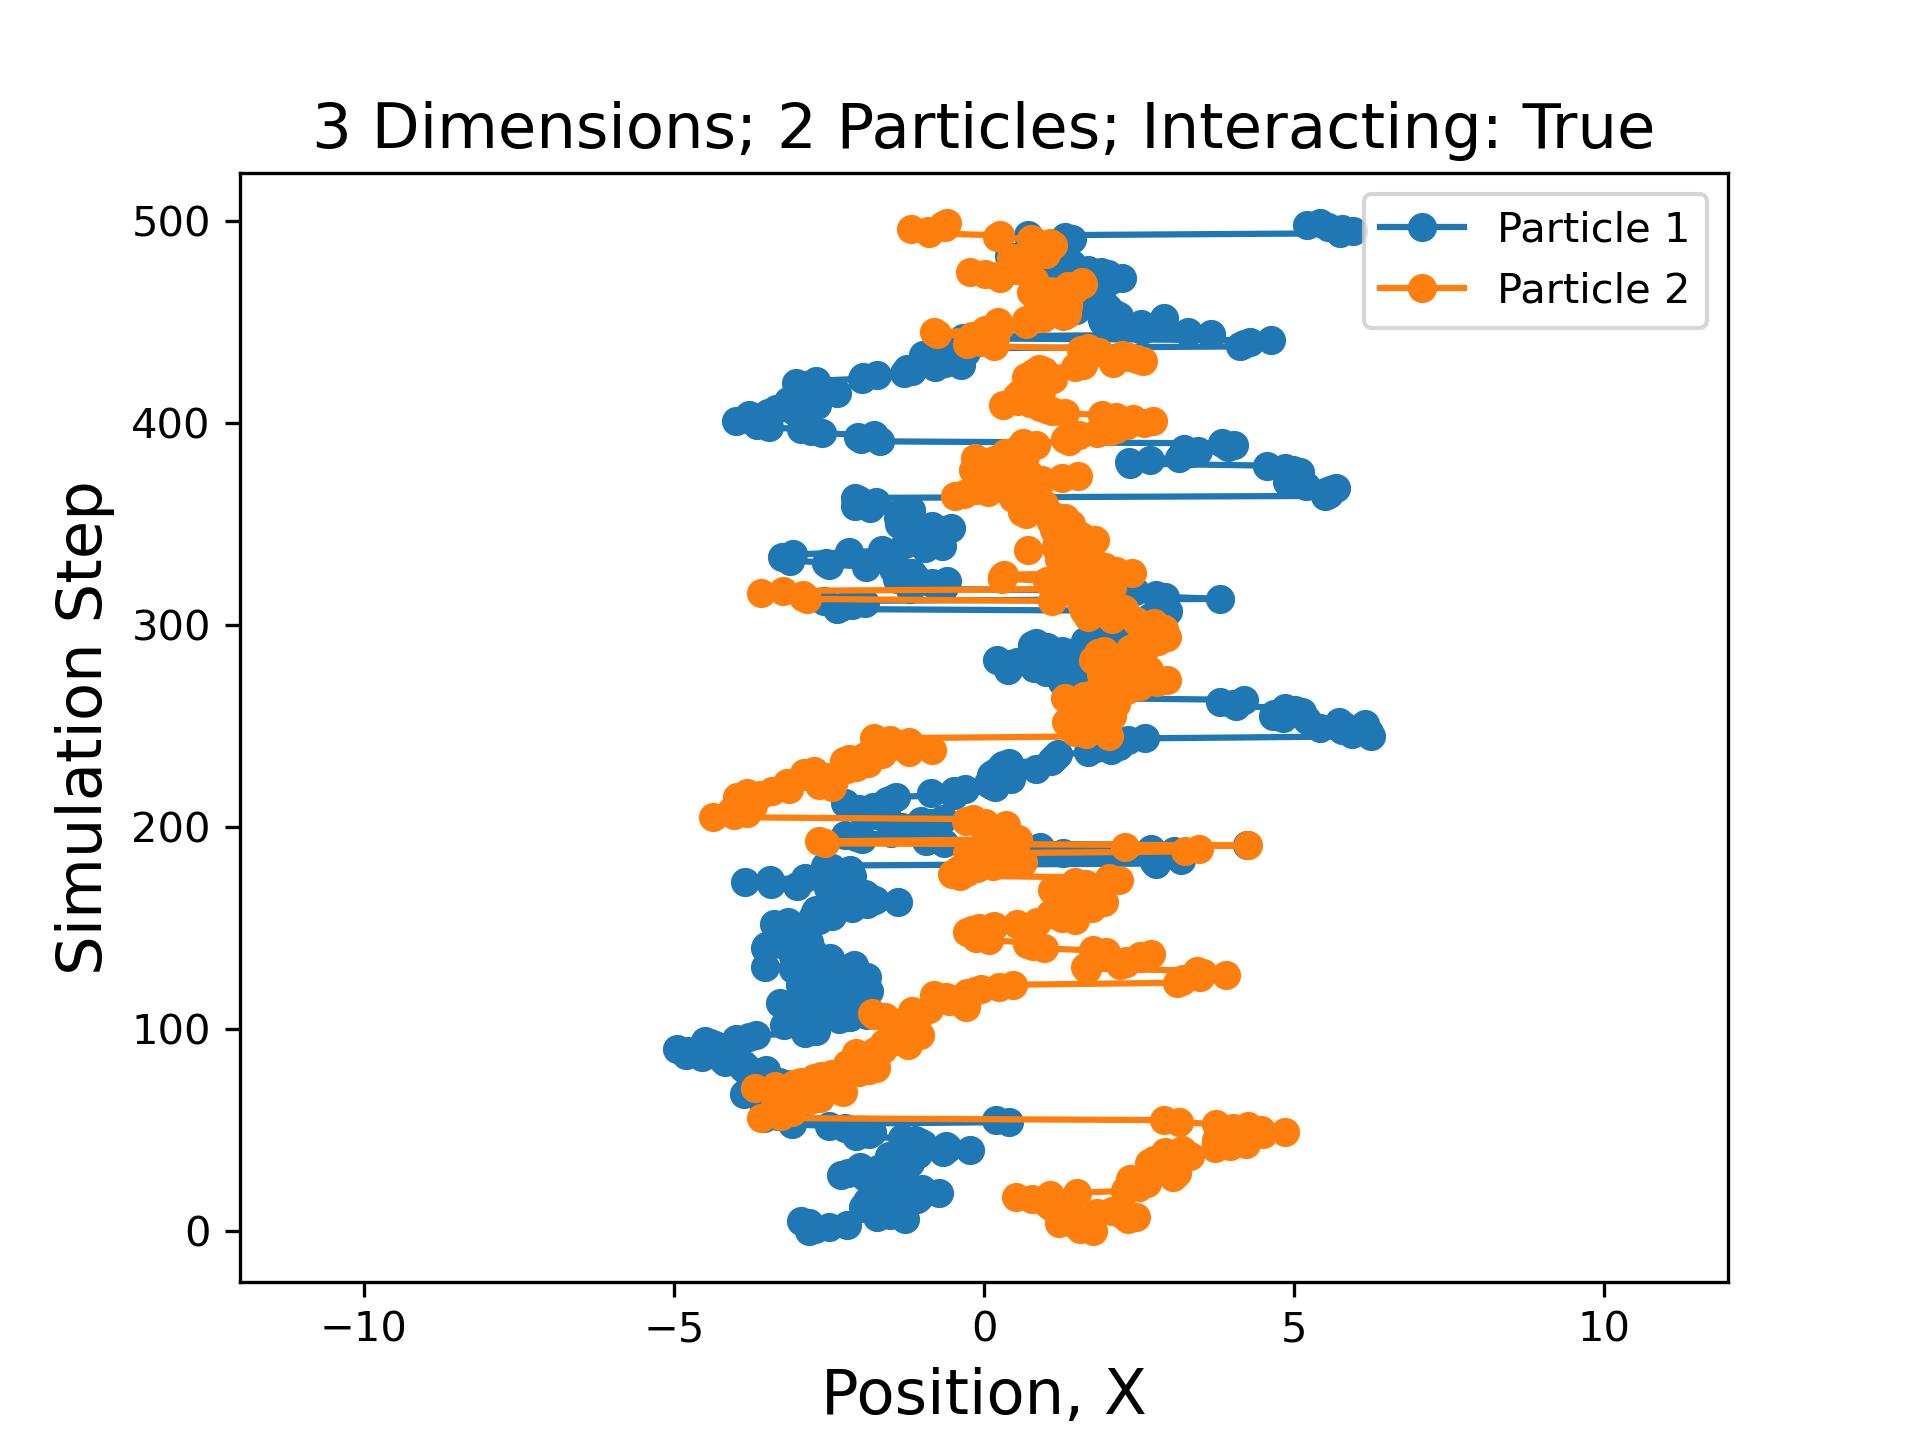 3 Dimensions; 2 Particles; Interacting: True
Particle 1
Particle 2
Simulation Step
500
400
300
200
100
0
−10
−5
0
5
10
Position, X